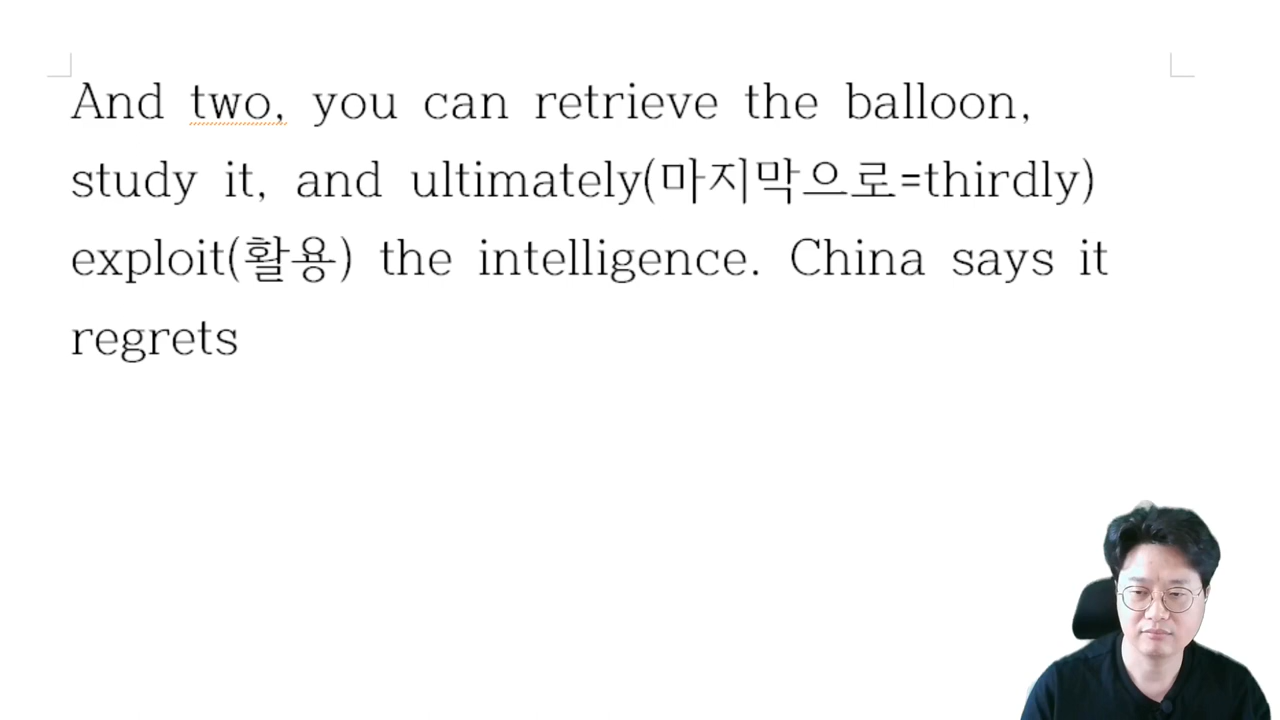 And two, you can retrieve the balloon,
study it, and ultimately(마지막으로=thirdly)
exploit(활용) the intelligence. China says it
regrets